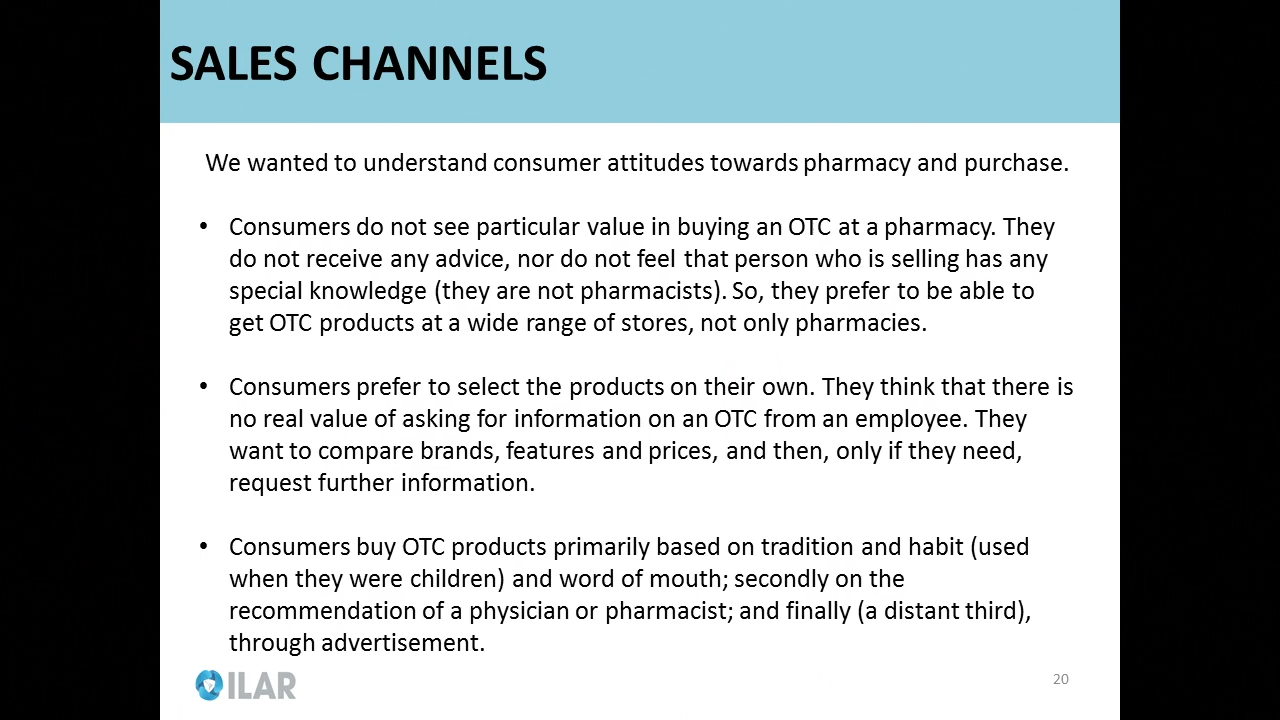 SALES CHANNELS
We wanted to understand consumer attitudes towards pharmacy and purchase.
• Consumers do not see particular value in buying an OTC at a pharmacy. They
do not receive any advice, nor do not feel that person who is selling has any
special knowledge (they are not pharmacists). So, they prefer to be able to
get OTC products at a wide range of stores, not only pharmacies.
• Consumers prefer to select the products on their own. They think that there is
no real value of asking for information on an OTC from an employee. They
want to compare brands, features and prices, and then, only if they need,
request further information.
• Consumers buy OTC products primarily based on tradition and habit (used
when they were children) and word of mouth; secondly on the
recommendation of a physician or pharmacist; and finally (a distant third),
through advertisement.
ILAR
20